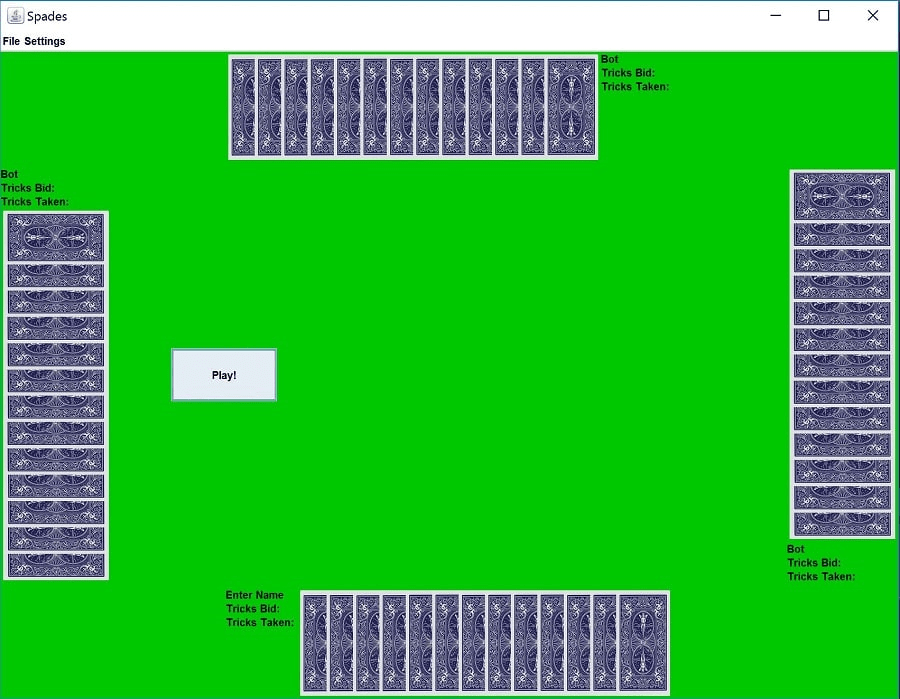 Spades
File Settings
Bot
Tricks Bid:
Tricks Taken:
Bot
Tricks Bid:
Tricks Taken:
Play!
Bot
Tricks Bid:
Tricks Taken:
Enter Name
Tricks Bid:
Tricks Taken: